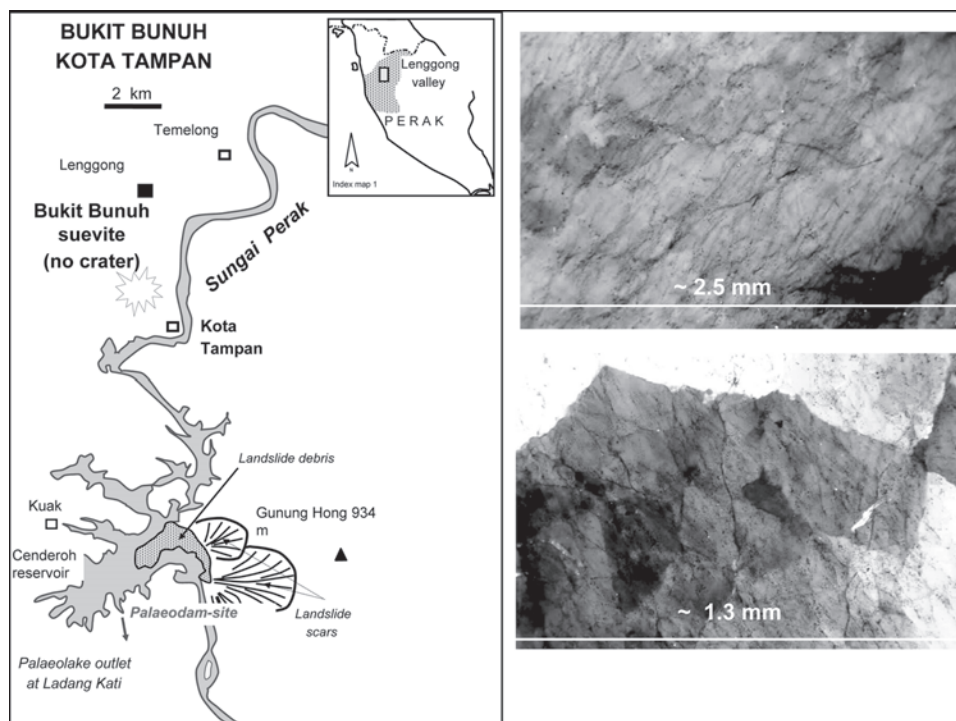 BUKIT BUNUH
KOTA TAMPAN
2 km
Temelong
Lenggong
Bukit Bunuh
suevite
(no crater)
Sungai Perak
Kota
Tampan
Lenggong
valley
PERAK
N
Index map 1
Landslide debris
Kuak
Gunung Hong 934
m
Cenderoh
reservoir
Palaeodam-site
Landslide
scars
Palaeolake outlet
at Ladang Kati
~ 2.5 mm
~ 1.3 mm